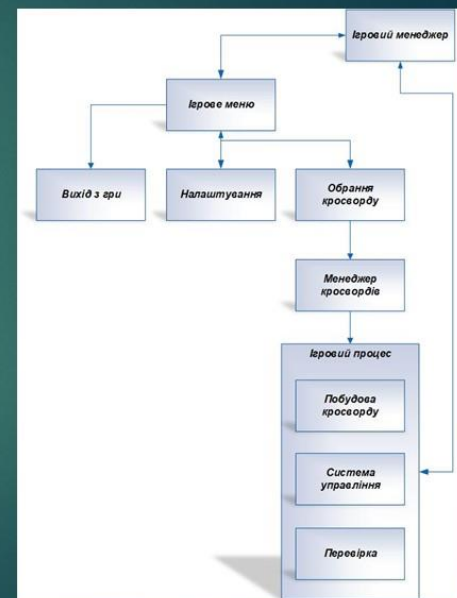 Ігровий менеджер
Ігрове меню
Вихід з гри
Налаштування
Обрання
кросворду
Менеджер
кросвордів
Ігровий процес
Побудова
кросворду
Система
управління
Перевірка